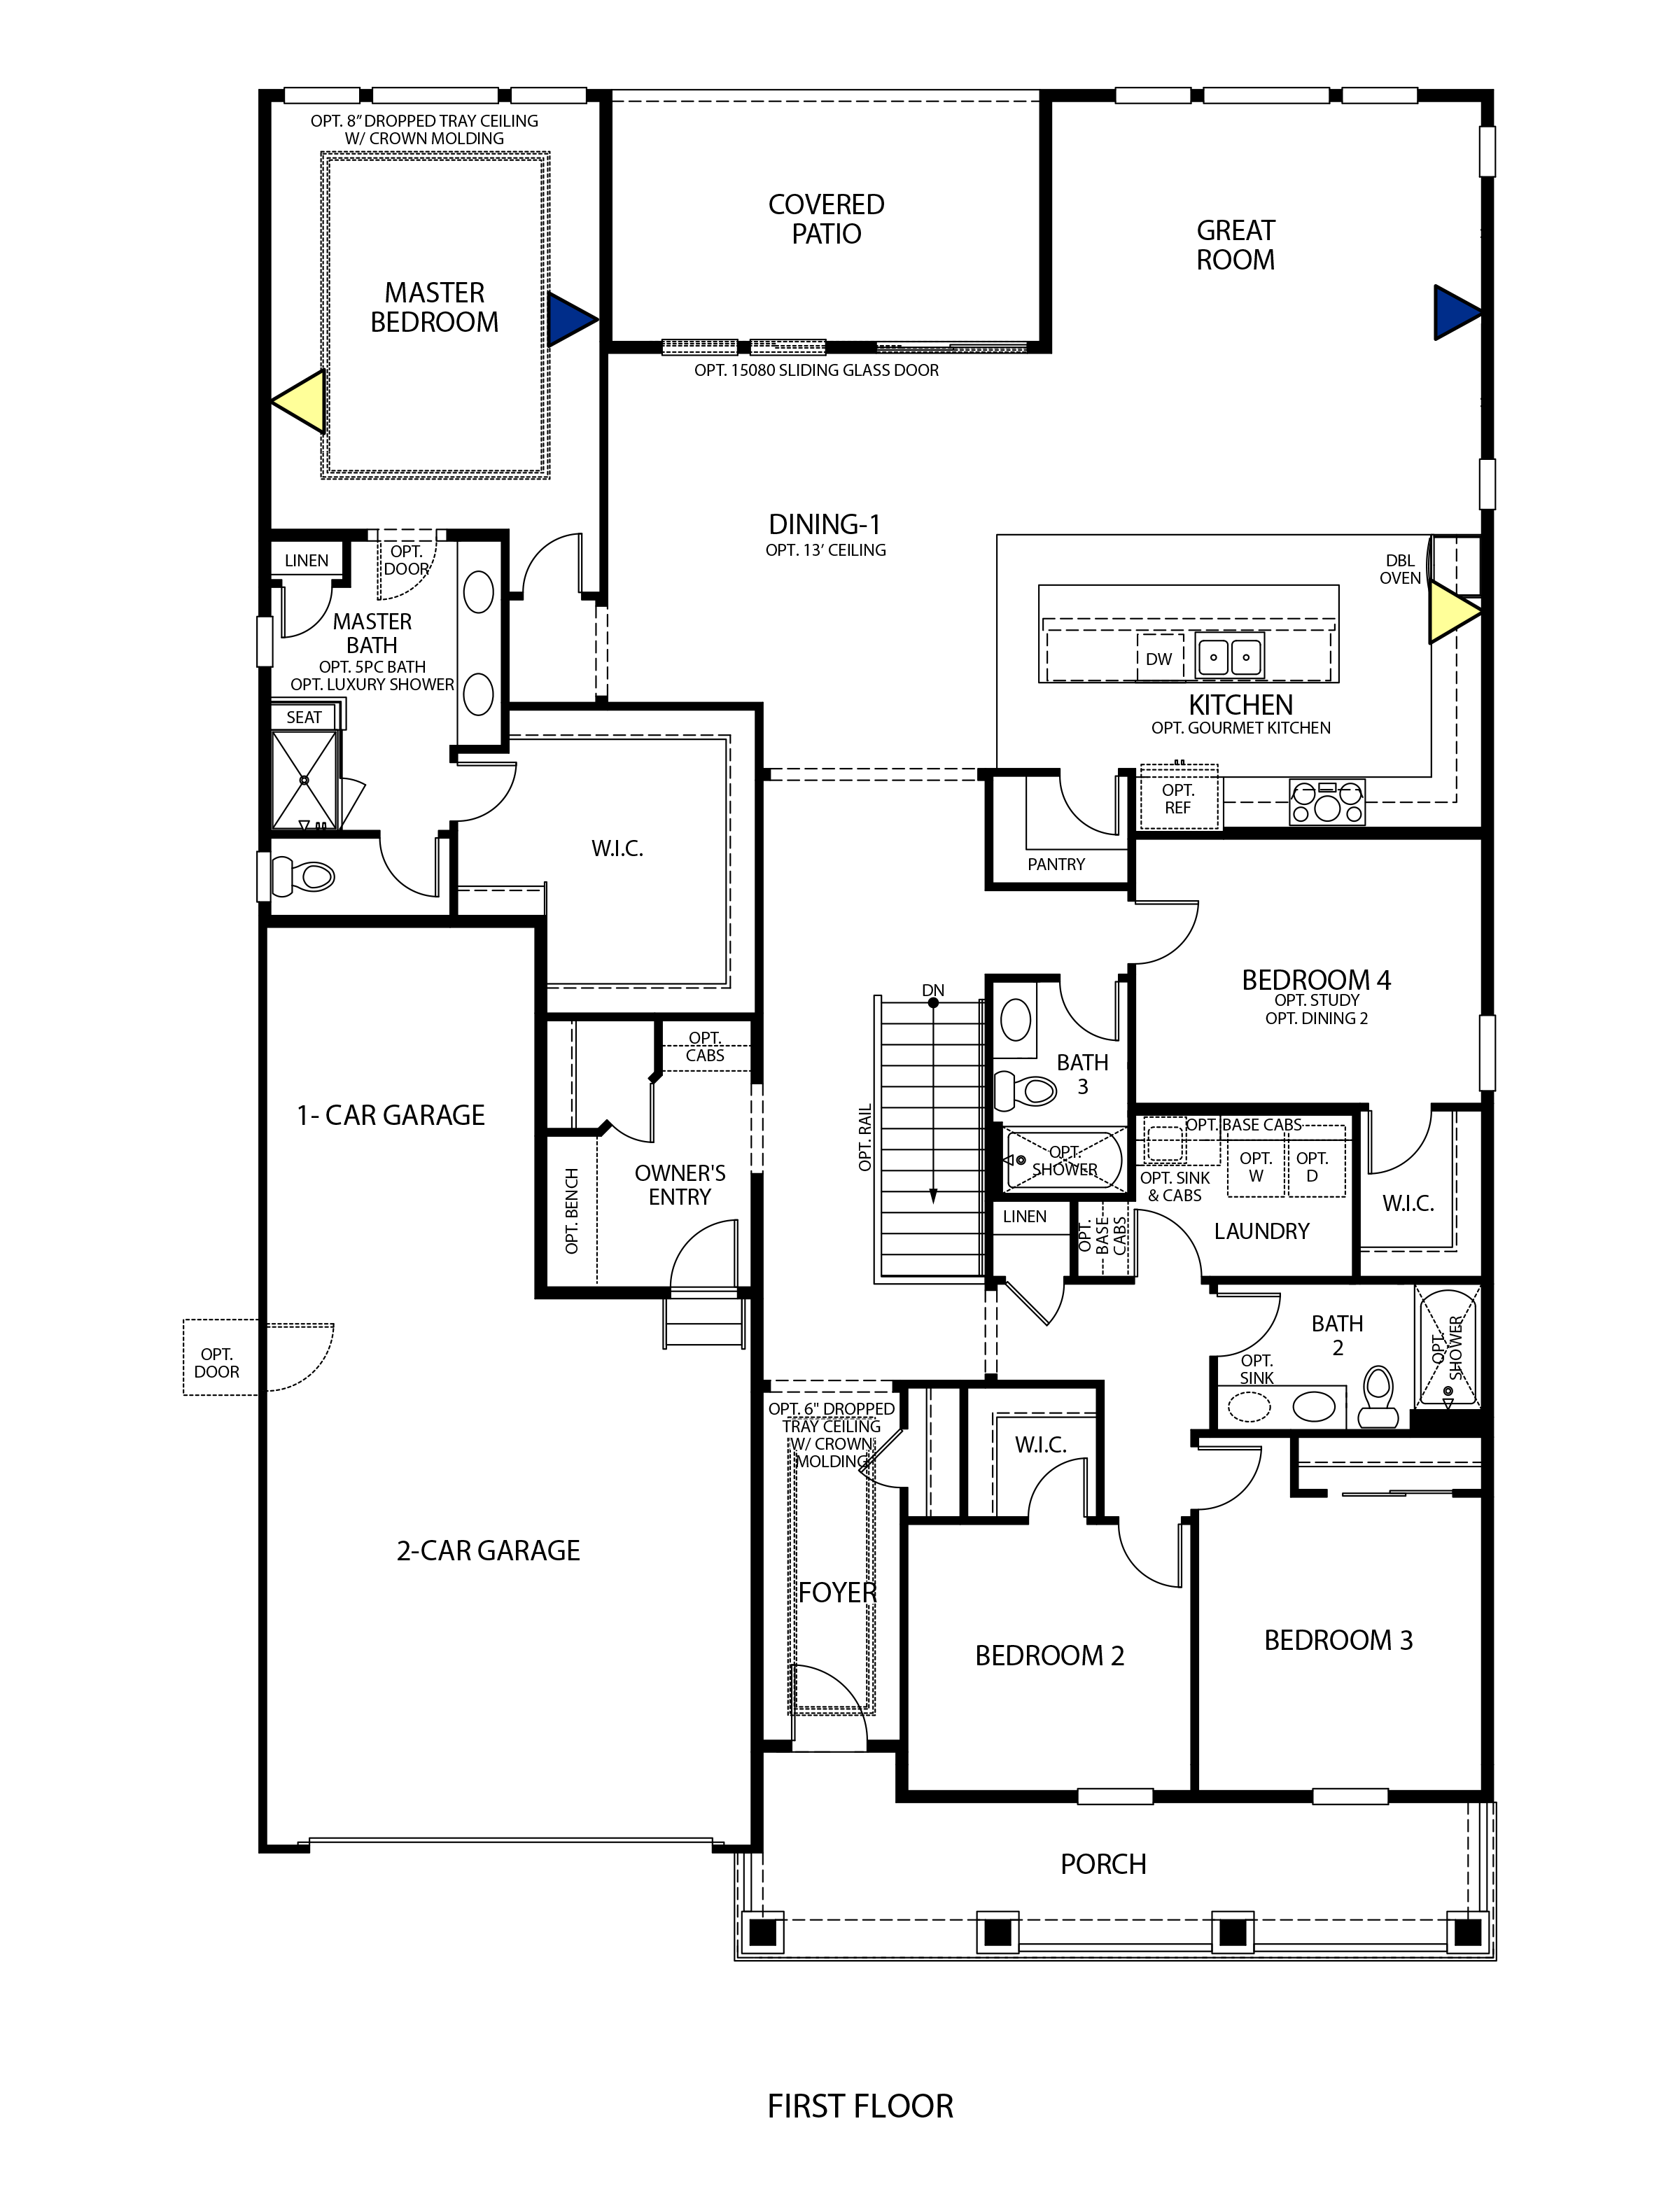 OPT. 8” DROPPED TRAY CEILING
W/ CROWN MOLDING
COVERED
PATIO
GREAT
ROOM
MASTER
BEDROOM
OPT. 15080 SLIDING GLASS DOOR
DINING-1
OPT. 13’ CEILING
LINEN
OPT.
DOOR
DBL
OVEN
MASTER
BATH
OPT. 5PC BATH
OPT. LUXURY SHOWER
SEAT
DW
KITCHEN
OPT. GOURMET KITCHEN
OPT.
REF
W.I.C.
PANTRY
BEDROOM 4
OPT. STUDY
OPT. DINING 2
DN
OPT.
CABS
BATH
3
1- CAR GARAGE
OPT. RAIL
OPT. BASE CABS
OPT.
SHOWER
OPT.
W
OPT.
D
OPT. SINK
& CABS
OWNER'S
ENTRY
OPT. BENCH
W.I.C.
LINEN
OPT.
BASE
CABS
LAUNDRY
BATH
2
OPT.
SHOWER
OPT.
DOOR
OPT.
SINK
OPT. 6" DROPPED
TRAY CEILING
W/ CROWN
MOLDING
W.I.C.
2-CAR GARAGE
FOYER
BEDROOM 2
BEDROOM 3
PORCH
FIRST FLOOR